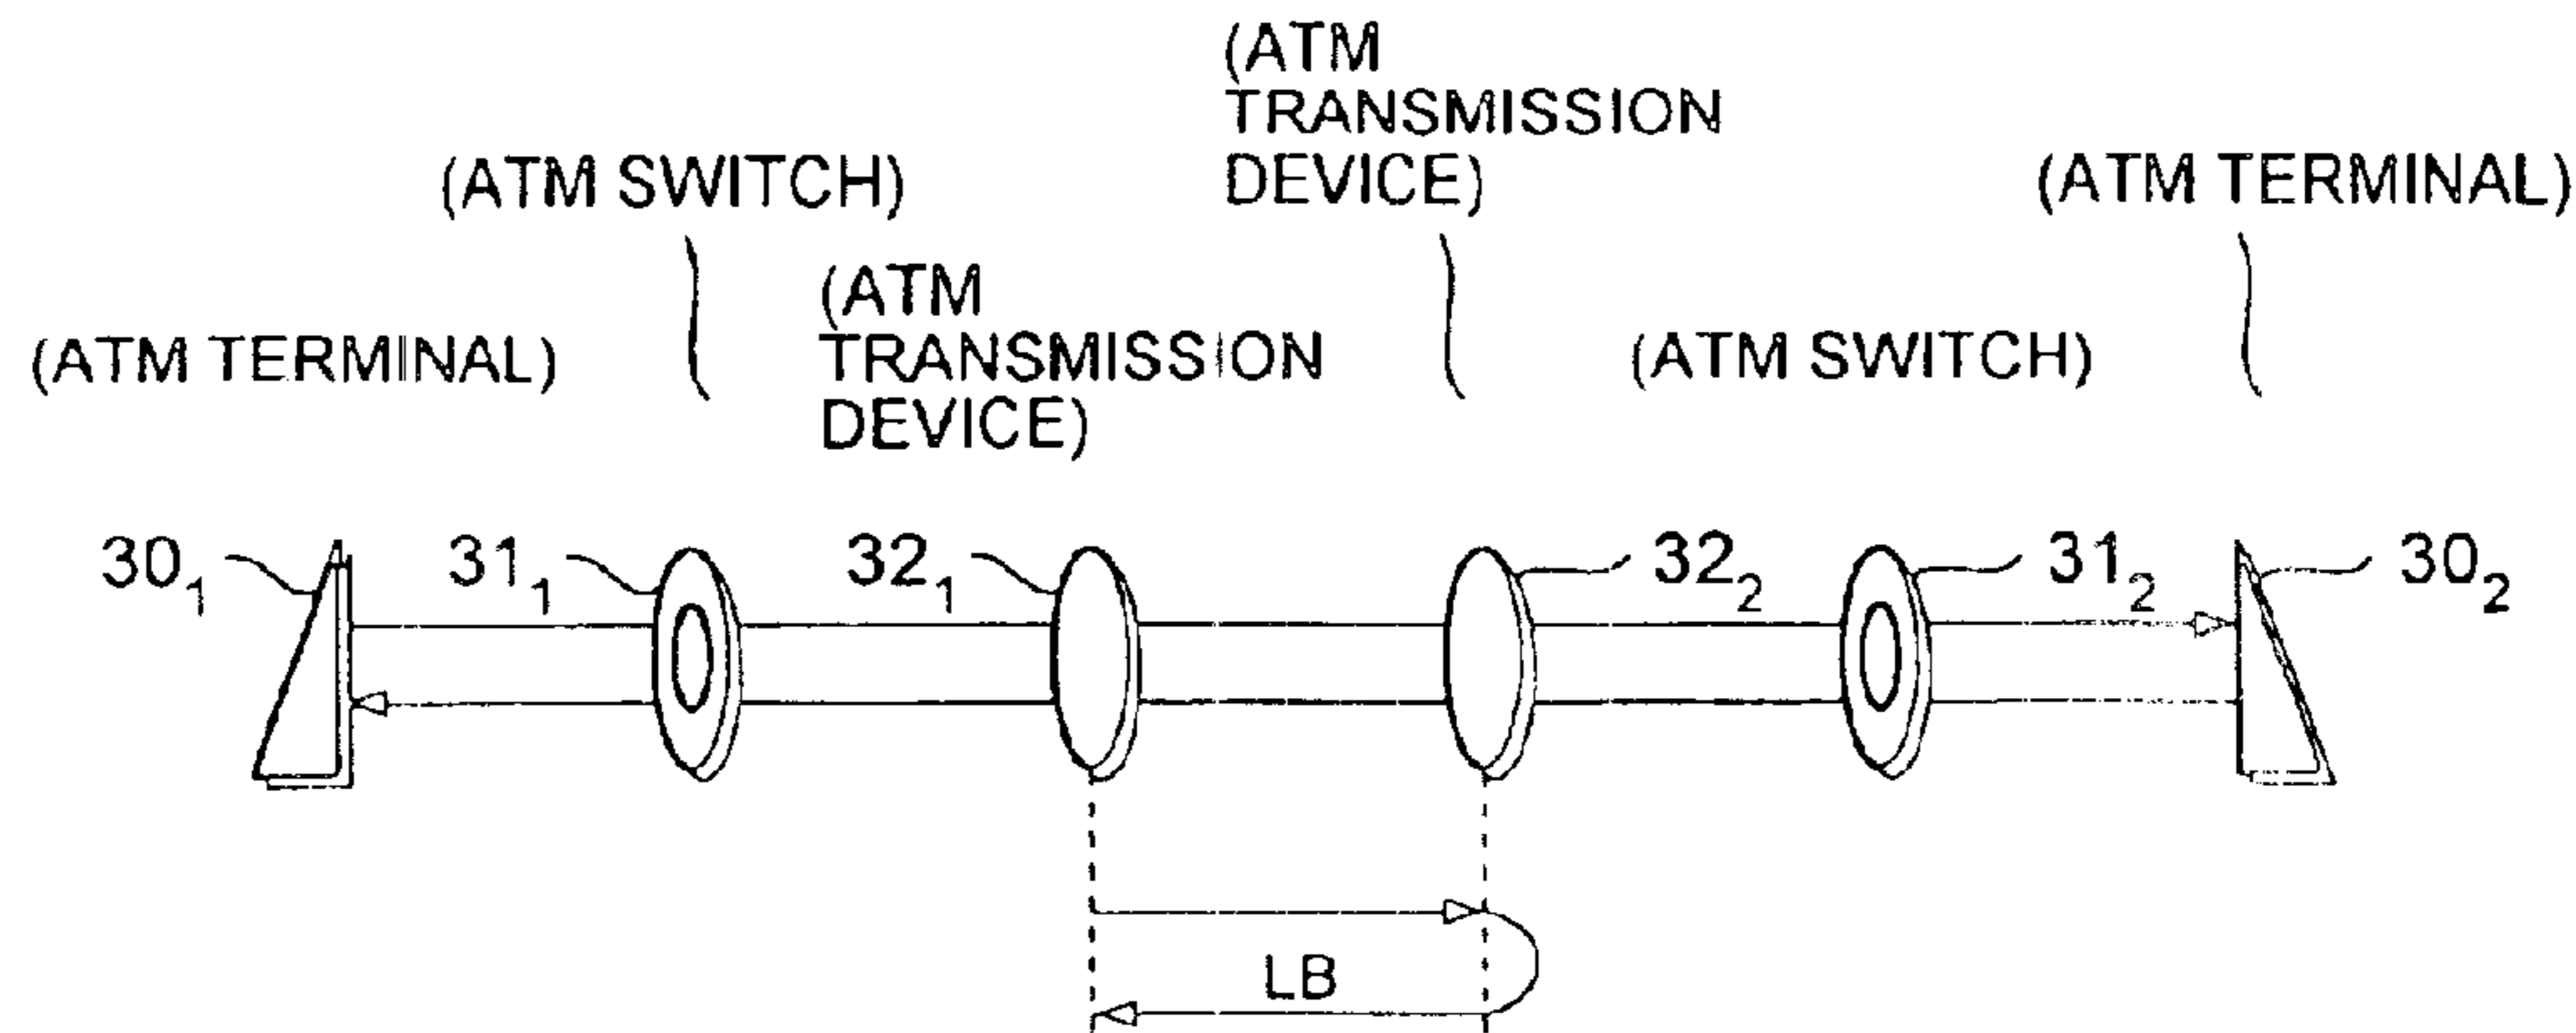 (ATM
TRANSMISSION
DEVICE)
(ATM SWITCH)
(ATM TERMINAL)
(ATM
TRANSMISSION
DEVICE)
(ATM TERMINAL)
(ATM SWITCH)
30₁
31₁
32₁
32₂
31₂
30₂
LB